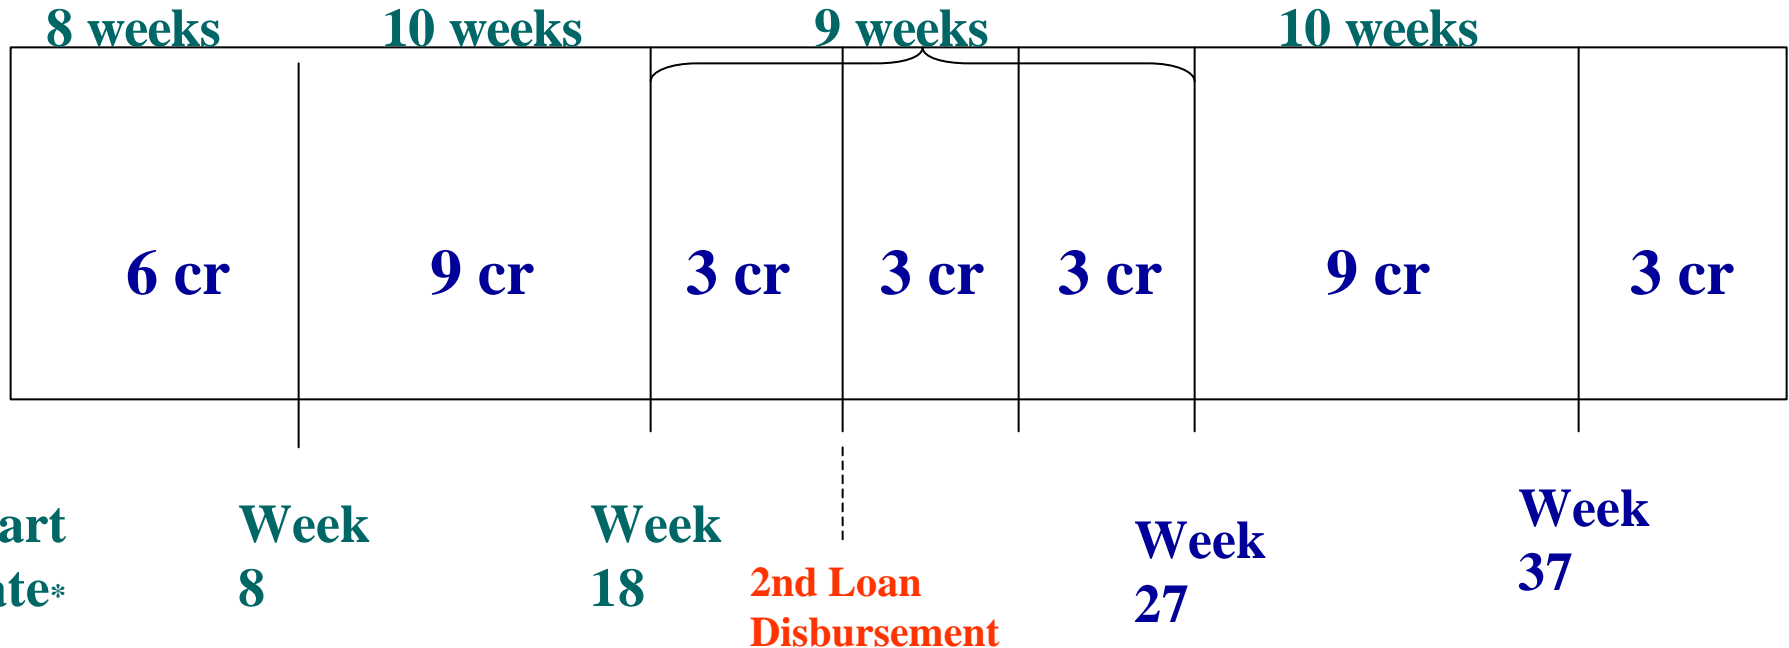 8 weeks 10 weeks 9 weeks 10 weeks
6 cr 9 cr 3 cr 3 cr 3 cr 9 cr 3 cr
art
ate*
Week
8
Week
18
2nd Loan
Disbursement
Week
27
Week
37